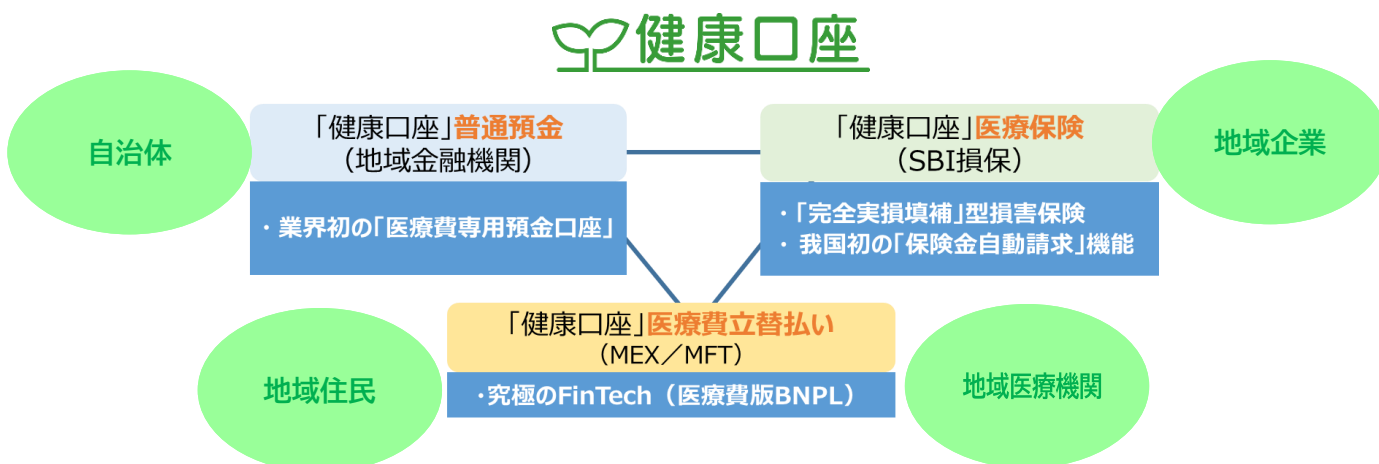 健康口座
自治体
「健康口座」普通預金
（地域金融機関）
・業界初の「医療費専用預金口座」
「健康口座」医療保険
（SBI損保）
・「完全実損填補」型損害保険
・ 我国初の「保険金自動請求」機能
地域企業
「健康口座」医療費立替払い
（MEX／MFT）
・究極のFinTech（医療費版BNPL）
地域住民
地域医療機関